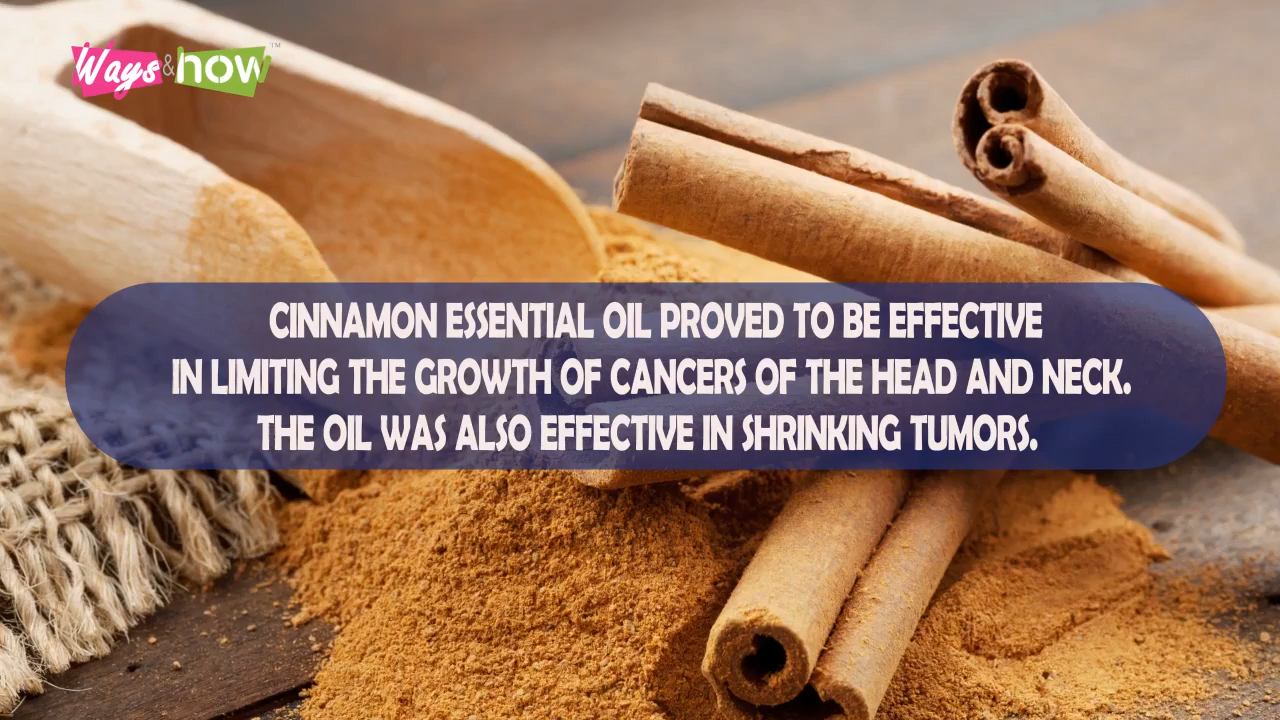 Ways & how ™
CINNAMON ESSENTIAL OIL PROVED TO BE EFFECTIVE
IN LIMITING THE GROWTH OF CANCERS OF THE HEAD AND NECK.
THE OIL WAS ALSO EFFECTIVE IN SHRINKING TUMORS.